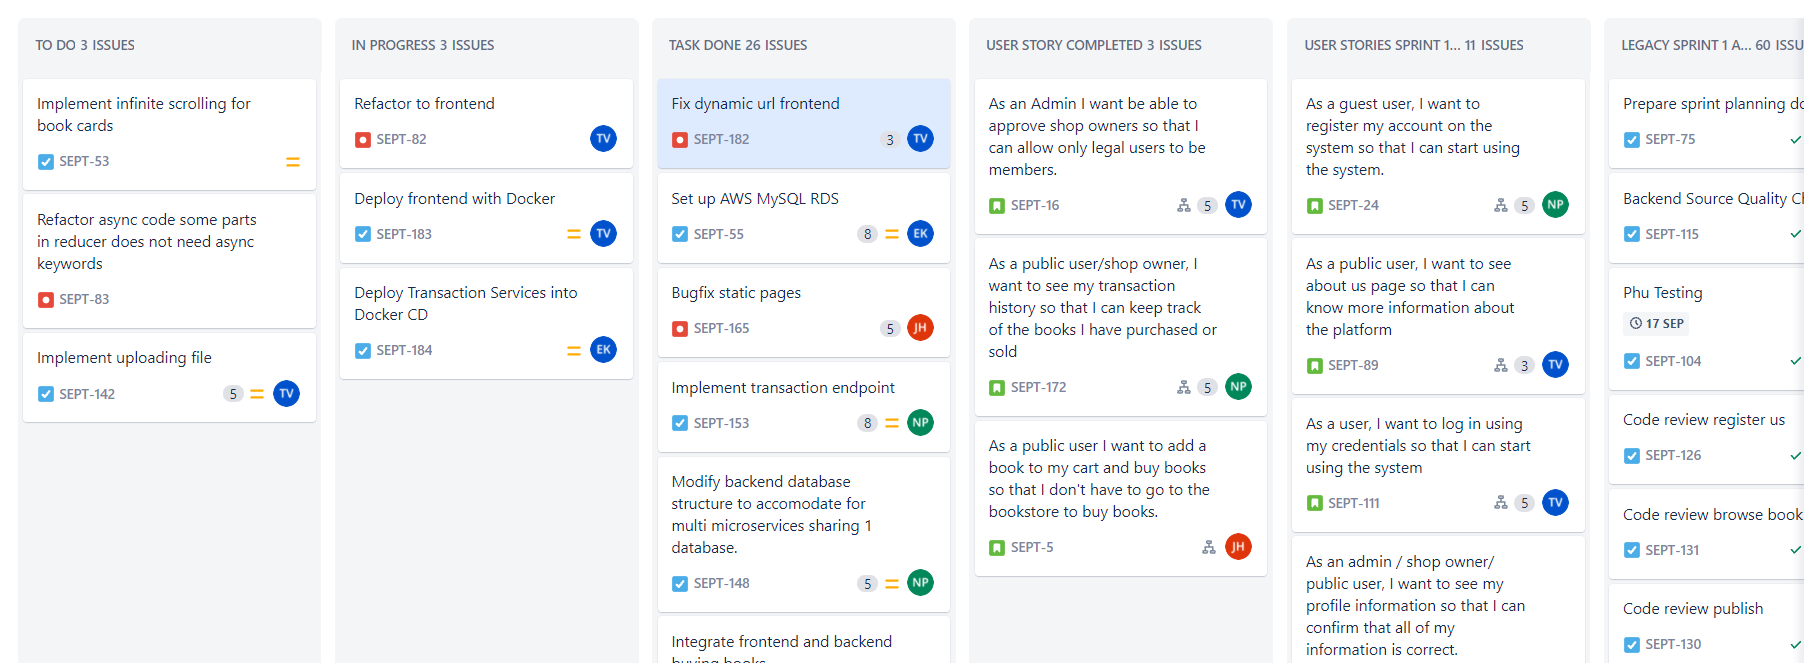 TO DO 3 ISSUES
Implement infinite scrolling for
book cards
SEPT-53
Refactor async code some parts
in reducer does not need async
keywords
SEPT-83
Implement uploading file
SEPT-142 5 TV
IN PROGRESS 3 ISSUES
Refactor to frontend
SEPT-82 TV
Deploy frontend with Docker
SEPT-183 TV
Deploy Transaction Services into
Docker CD
SEPT-184 EK
TASK DONE 26 ISSUES
Fix dynamic url frontend
SEPT-182 3 TV
Set up AWS MySQL RDS
SEPT-55 8 EK
Bugfix static pages
SEPT-165 5 JH
Implement transaction endpoint
SEPT-153 8 NP
Modify backend database
structure to accomodate for
multi microservices sharing 1
database.
SEPT-148 5 NP
Integrate frontend and backend
buying books
USER STORY COMPLETED 3 ISSUES
As an Admin I want be able to
approve shop owners so that I
can allow only legal users to be
members.
SEPT-16 5 TV
As a public user/shop owner, I
want to see my transaction
history so that I can keep track
of the books I have purchased or
sold
SEPT-172 5 NP
As a public user I want to add a
book to my cart and buy books
so that I don't have to go to the
bookstore to buy books.
SEPT-5 JH
USER STORIES SPRINT 1... 11 ISSUES
As a guest user, I want to
register my account on the
system so that I can start using
the system.
SEPT-24 5 NP
As a public user, I want to see
about us page so that I can
know more information about
the platform
SEPT-89 3 TV
As a user, I want to log in using
my credentials so that I can start
using the system
SEPT-111 5 TV
As an admin / shop owner/
public user, I want to see my
profile information so that I can
confirm that all of my
information is correct.
LEGACY SPRINT 1 A... 60 ISSU
Prepare sprint planning do
SEPT-75
Backend Source Quality C
SEPT-115
Phu Testing
17 SEP
SEPT-104
Code review register us
SEPT-126
Code review browse book
SEPT-131
Code review publish
SEPT-130